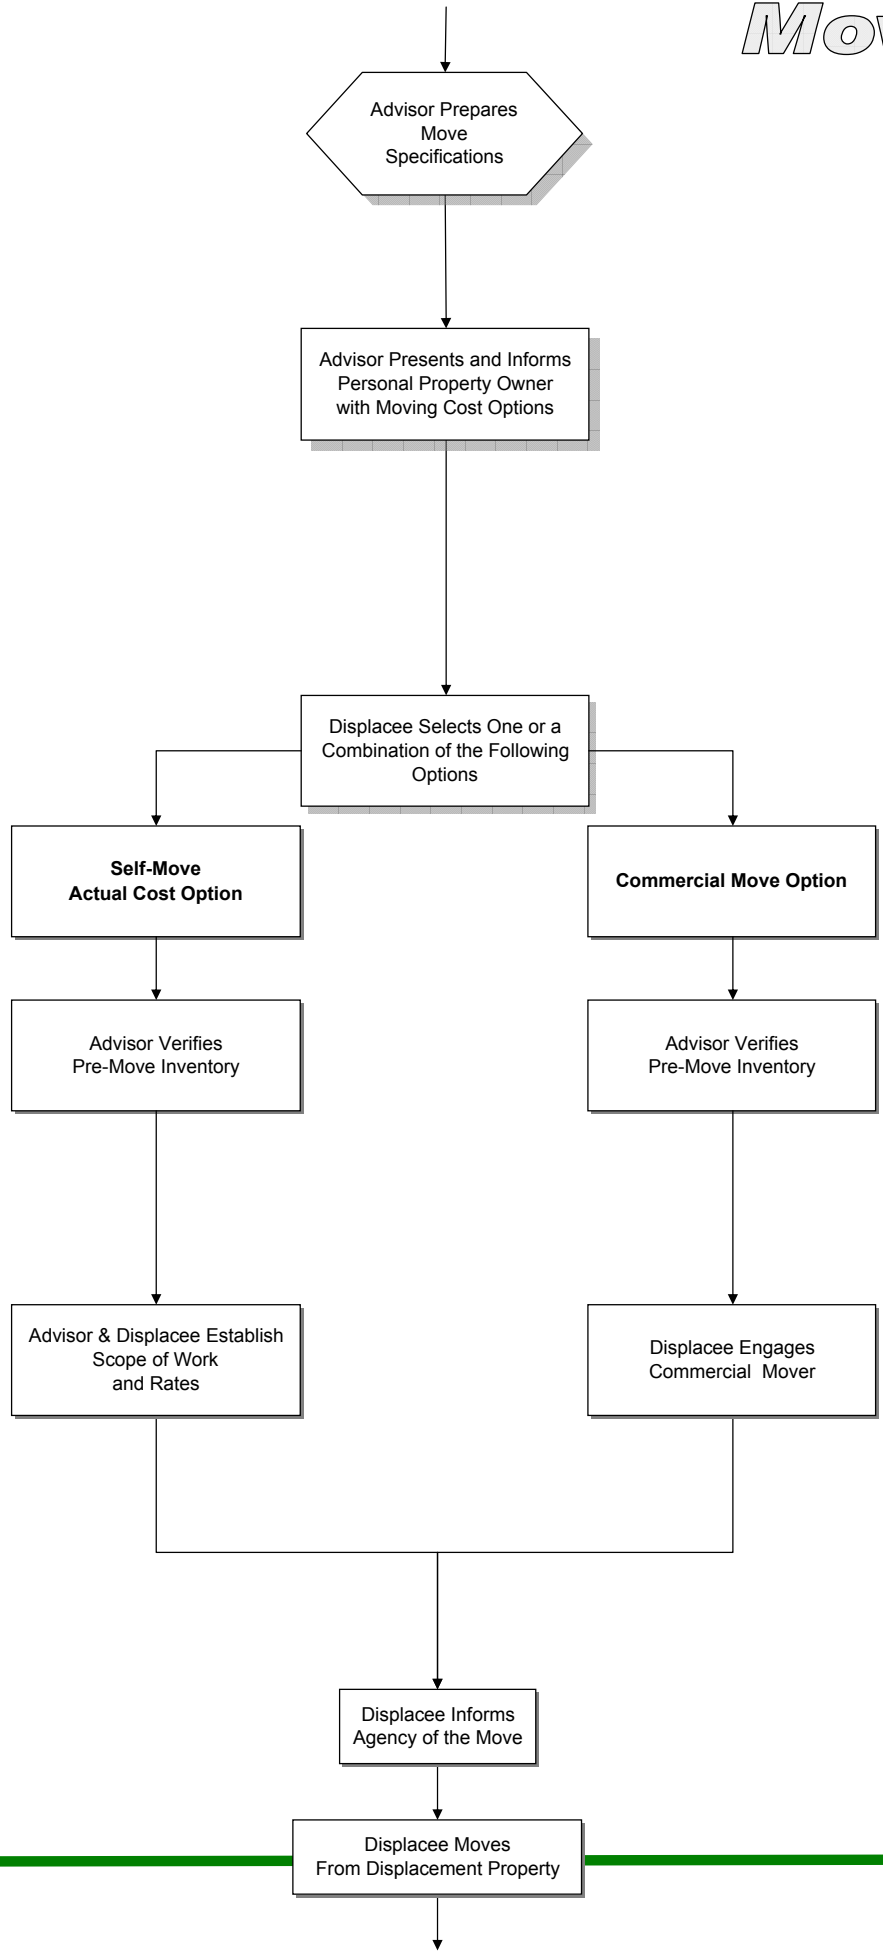 Mov
Advisor Prepares
Move
Specifications
Advisor Presents and Informs
Personal Property Owner
with Moving Cost Options
Displacee Selects One or a
Combination of the Following
Options
Self-Move
Actual Cost Option
Commercial Move Option
Advisor Verifies
Pre-Move Inventory
Advisor Verifies
Pre-Move Inventory
Advisor & Displacee Establish
Scope of Work
and Rates
Displacee Engages
Commercial Mover
Displacee Informs
Agency of the Move
Displacee Moves
From Displacement Property